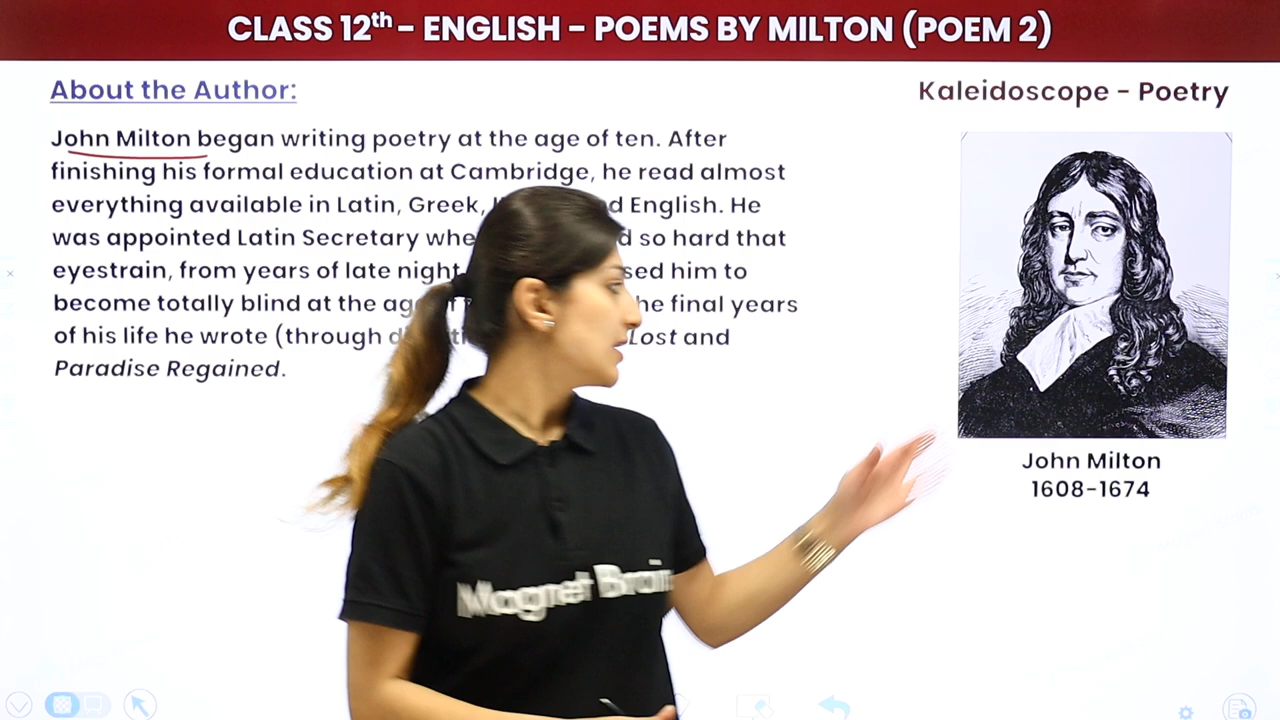 CLASS 12th - ENGLISH - POEMS BY MILTON (POEM 2)
About the Author:
Kaleidoscope - Poetry
John Milton began writing poetry at the age of ten. After
finishing his formal education at Cambridge, he read almost
everything available in Latin, Greek, and English. He
was appointed Latin Secretary so hard that
eyestrain, from years of late night him to
become totally blind at the age final years
of his life he wrote (through Lost and
Paradise Regained.
John Milton
1608-1674
Magnet Brain